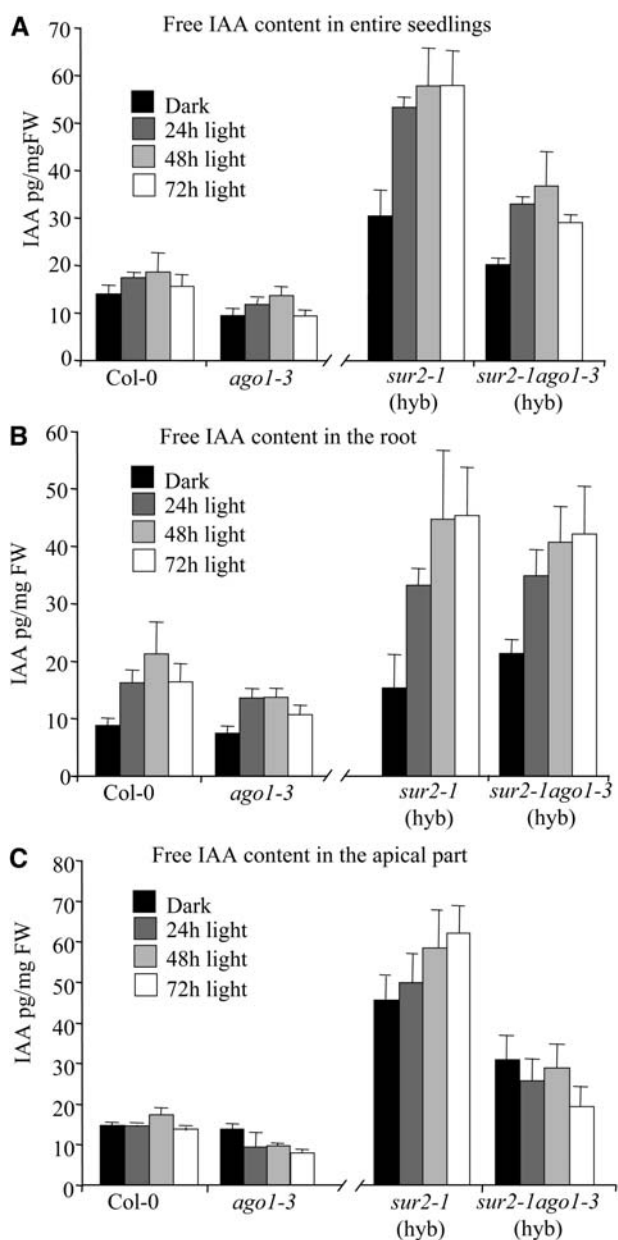 A
Free IAA content in entire seedlings
IAA pg/mgFW
70
60
50
40
30
20
10
0
Dark
24h light
48h light
72h light
Col-0 ago1-3 sur2-1 sur2-1ago1-3
(hyb) (hyb)
B
Free IAA content in the root
IAA pg/mg FW
60
50
40
30
20
10
0
Dark
24h light
48h light
72h light
Col-0 ago1-3 sur2-1 sur2-1ago1-3
(hyb) (hyb)
C
Free IAA content in the apical part
IAA pg/mg FW
80
70
60
50
40
30
20
10
0
Dark
24h light
48h light
72h light
Col-0 ago1-3 sur2-1 sur2-1ago1-3
(hyb) (hyb)